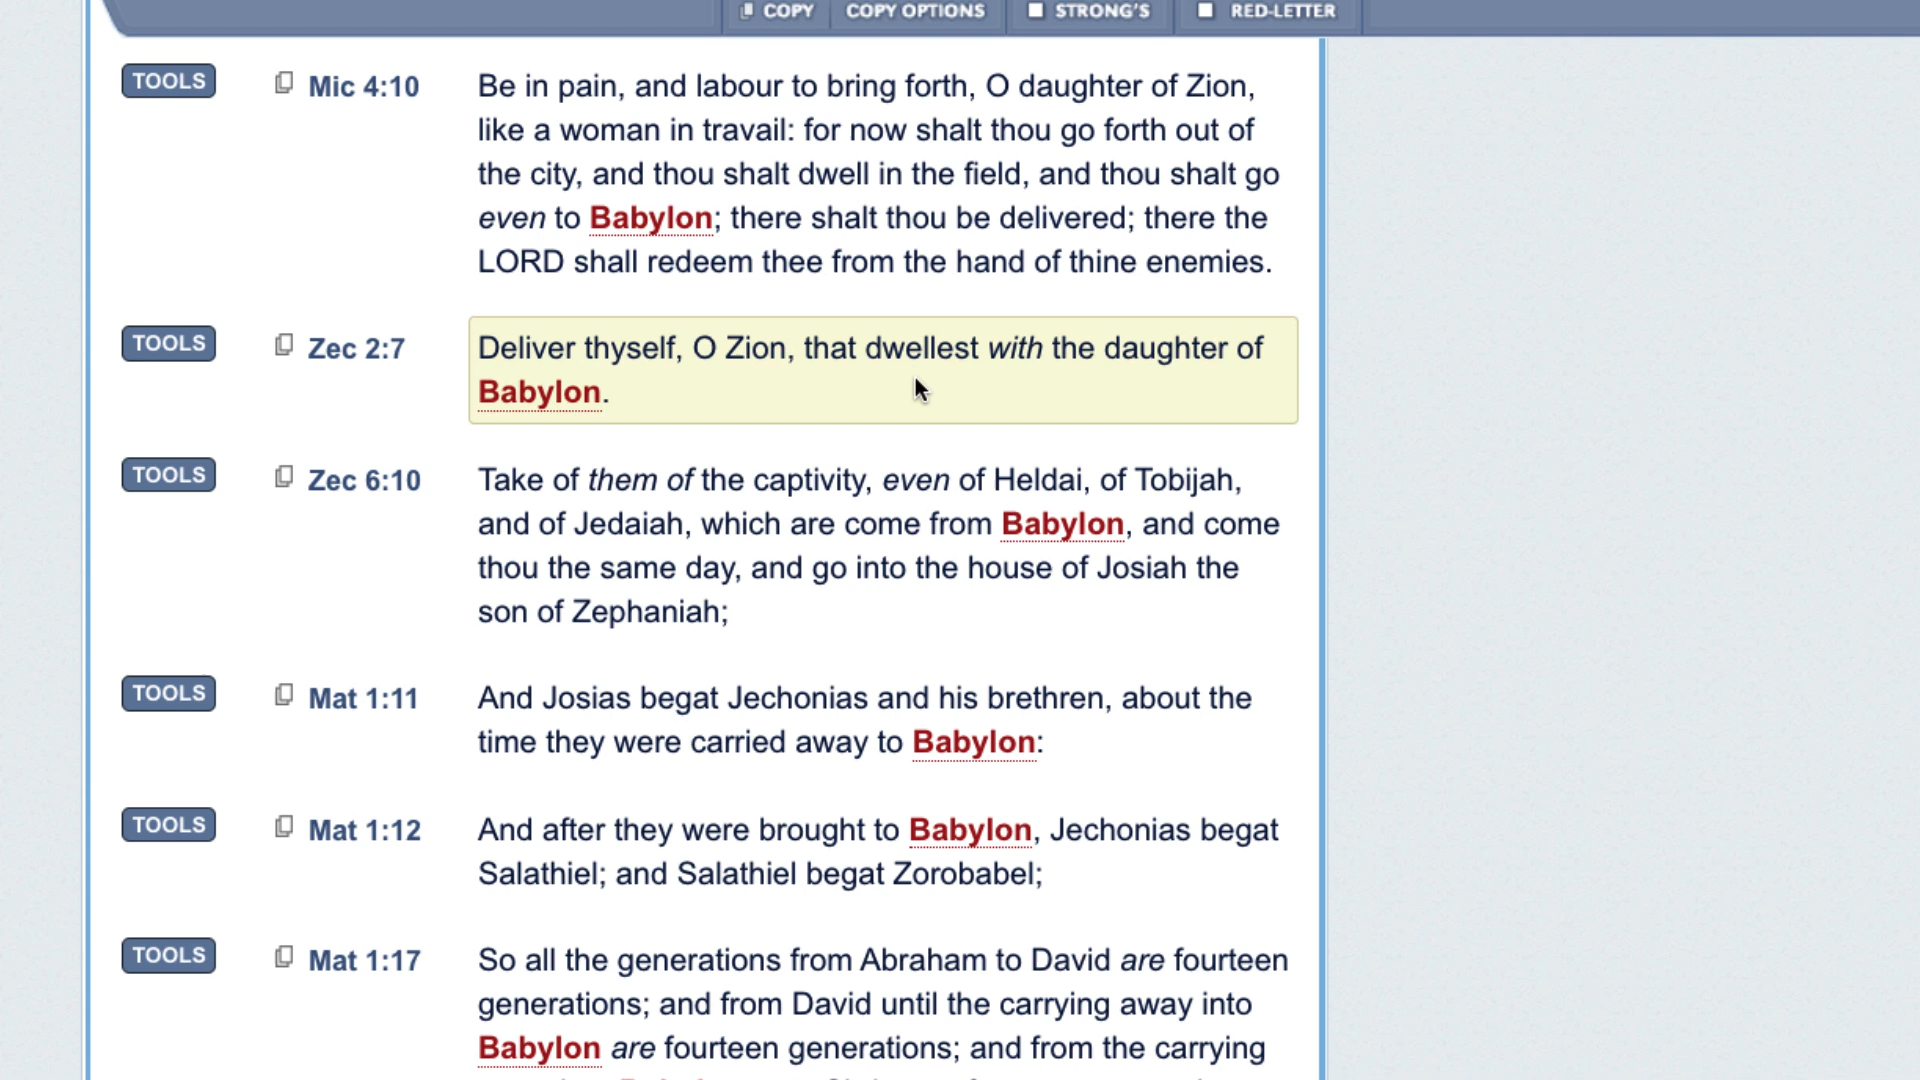 COPY COPY OPTIONS STRONG'S RED-LETTER
TOOLS Mic 4:10 Be in pain, and labour to bring forth, O daughter of Zion,
like a woman in travail: for now shalt thou go forth out of
the city, and thou shalt dwell in the field, and thou shalt go
even to Babylon; there shalt thou be delivered; there the
LORD shall redeem thee from the hand of thine enemies.
TOOLS Zec 2:7 Deliver thyself, O Zion, that dwellest with the daughter of
Babylon.
TOOLS Zec 6:10 Take of them of the captivity, even of Heldai, of Tobijah,
and of Jedaiah, which are come from Babylon, and come
thou the same day, and go into the house of Josiah the
son of Zephaniah;
TOOLS Mat 1:11 And Josias begat Jechonias and his brethren, about the
time they were carried away to Babylon:
TOOLS Mat 1:12 And after they were brought to Babylon, Jechonias begat
Salathiel; and Salathiel begat Zorobabel;
TOOLS Mat 1:17 So all the generations from Abraham to David are fourteen
generations; and from David until the carrying away into
Babylon are fourteen generations; and from the carrying